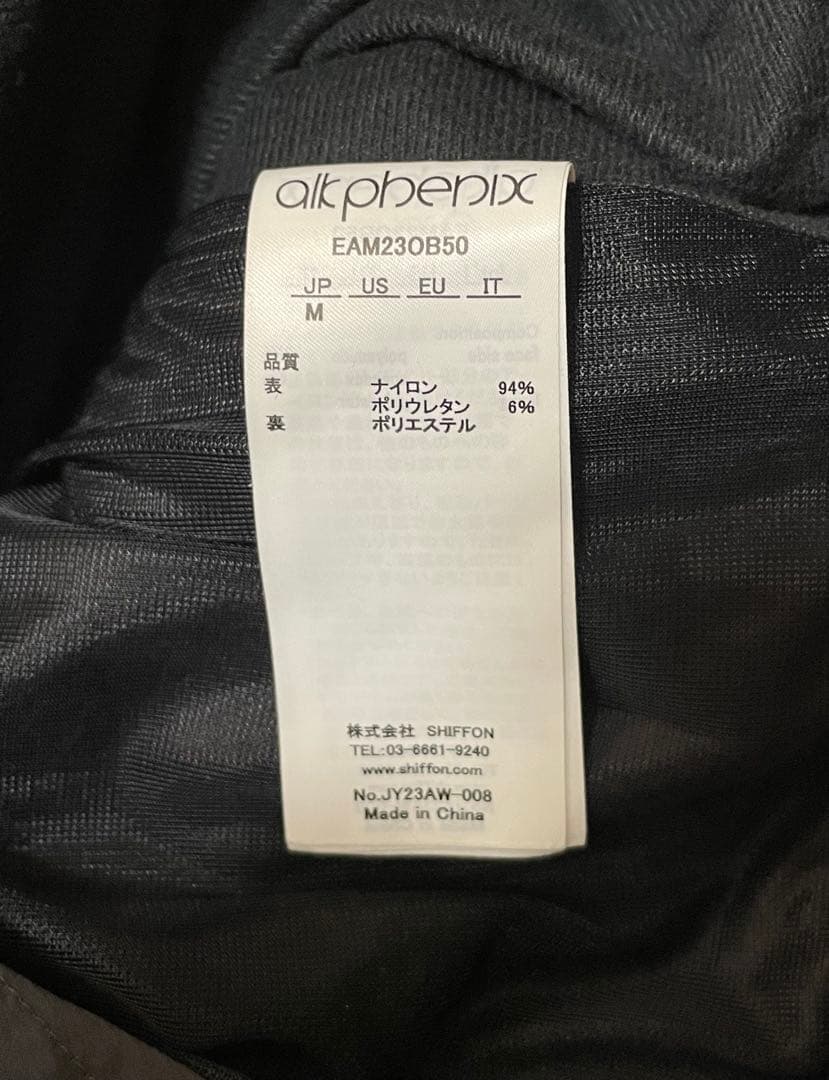 alkphenix
EAM23OB50
JP US EU IT
M
品質
表 ナイロン 94%
ポリウレタン 6%
裏 ポリエステル
株式会社 SHIFFON
TEL:03-6661-9240
www.shiffon.com
No.JY23AW-008
Made in China